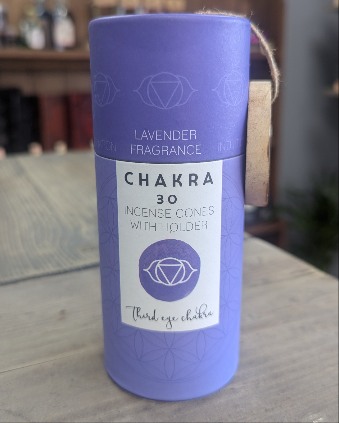 LAVENDER
FRAGRANCE
CHAKRA
30
INCENSE CONES
WITH HOLDER
Third eye chakra